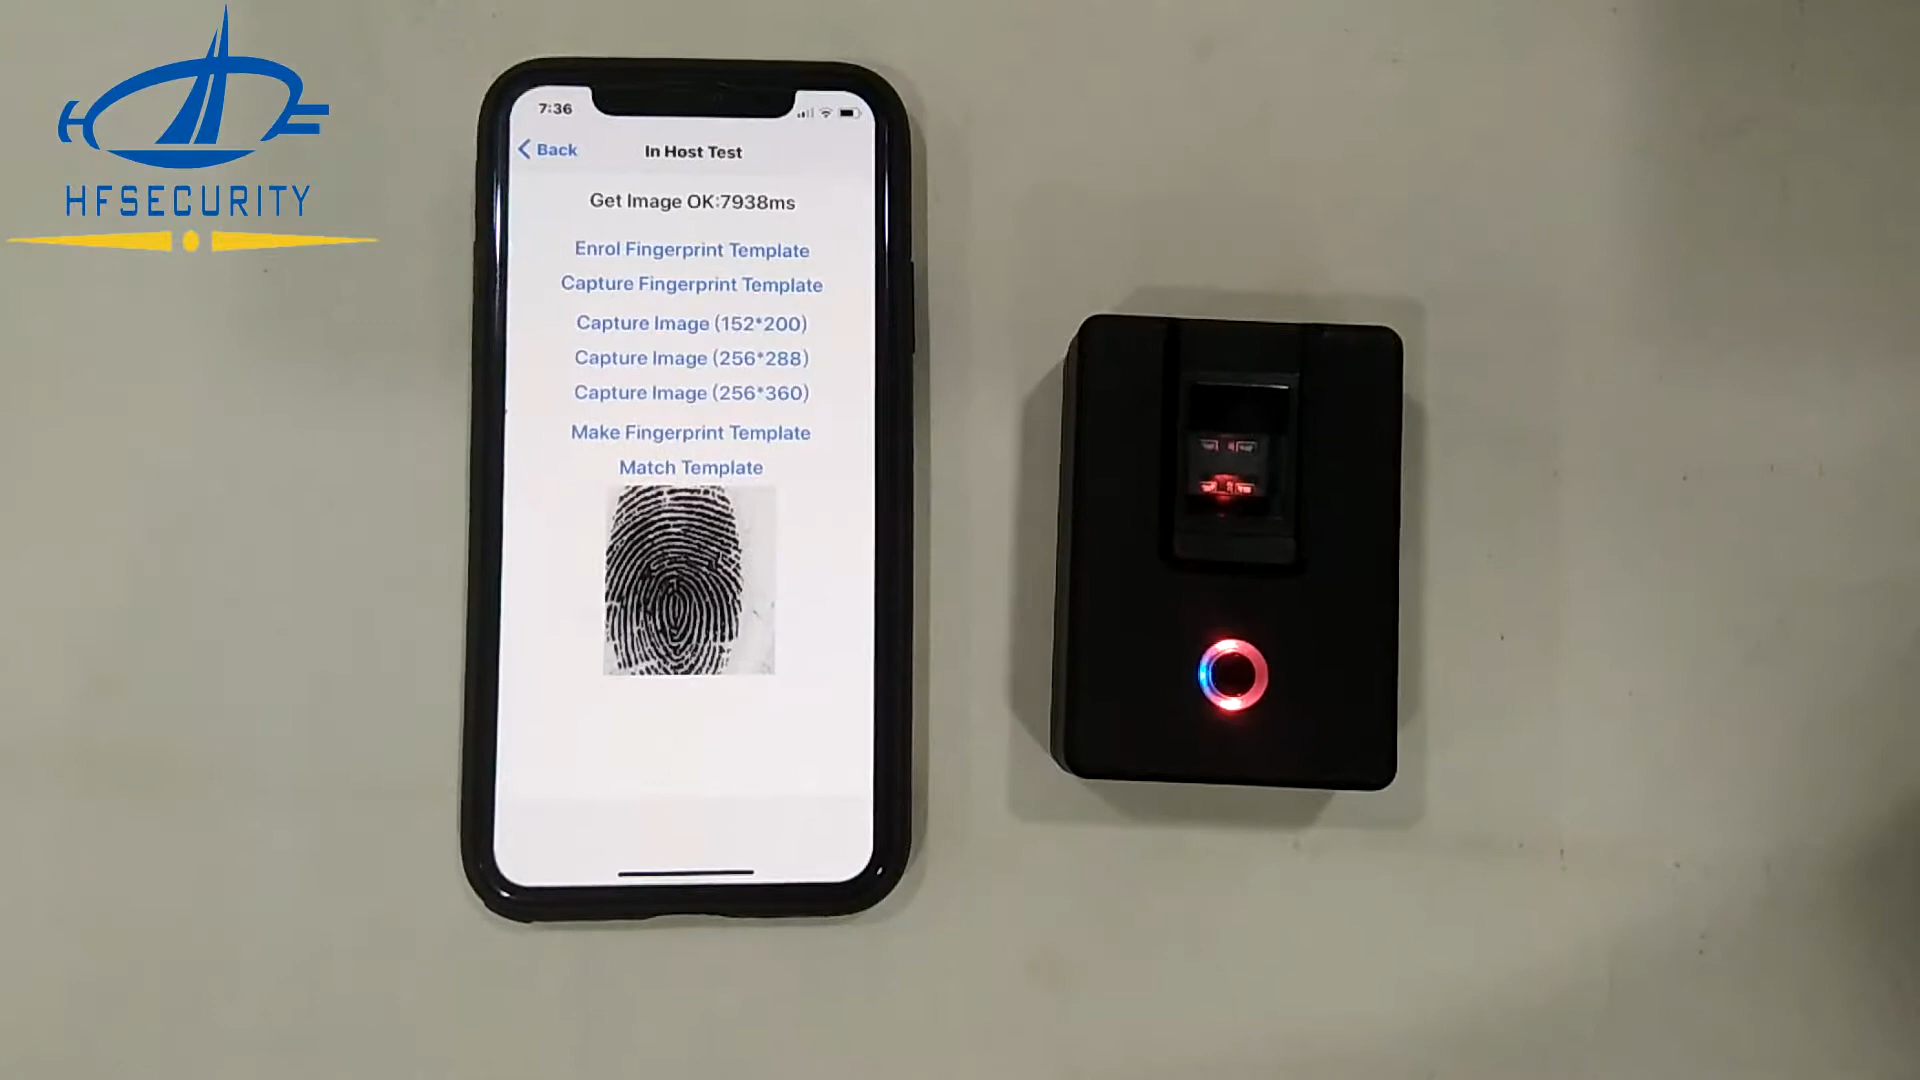 HFSECURITY
7:36
Back
In Host Test
Get Image OK:7938ms
Enrol Fingerprint Template
Capture Fingerprint Template
Capture Image (152*200)
Capture Image (256*288)
Capture Image (256*360)
Make Fingerprint Template
Match Template